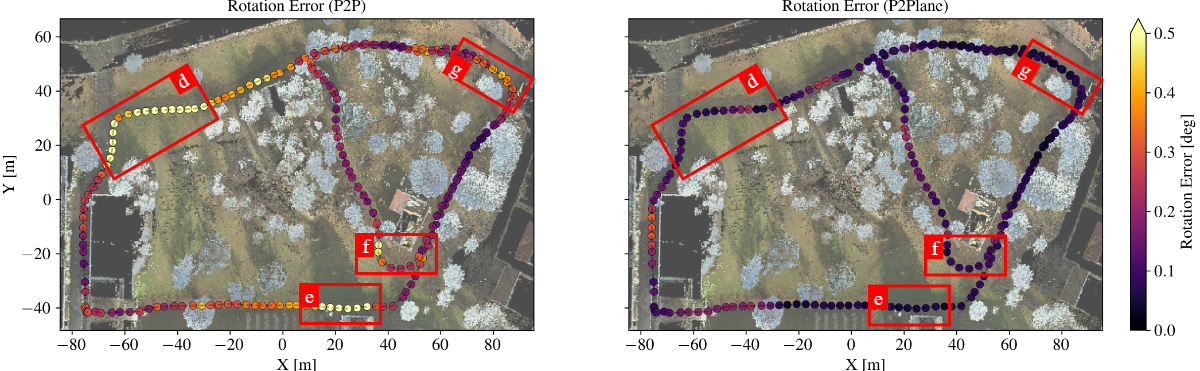 Rotation Error (P2P)
60
40
20
0
−20
−40
Y [m]
−80 −60 −40 −20 0 20 40 60 80
X [m]
d
g
f
e
Rotation Error (P2Plane)
−80 −60 −40 −20 0 20 40 60 80
X [m]
d
g
f
e
0.5
0.4
0.3
0.2
0.1
0.0
Rotation Error [deg]